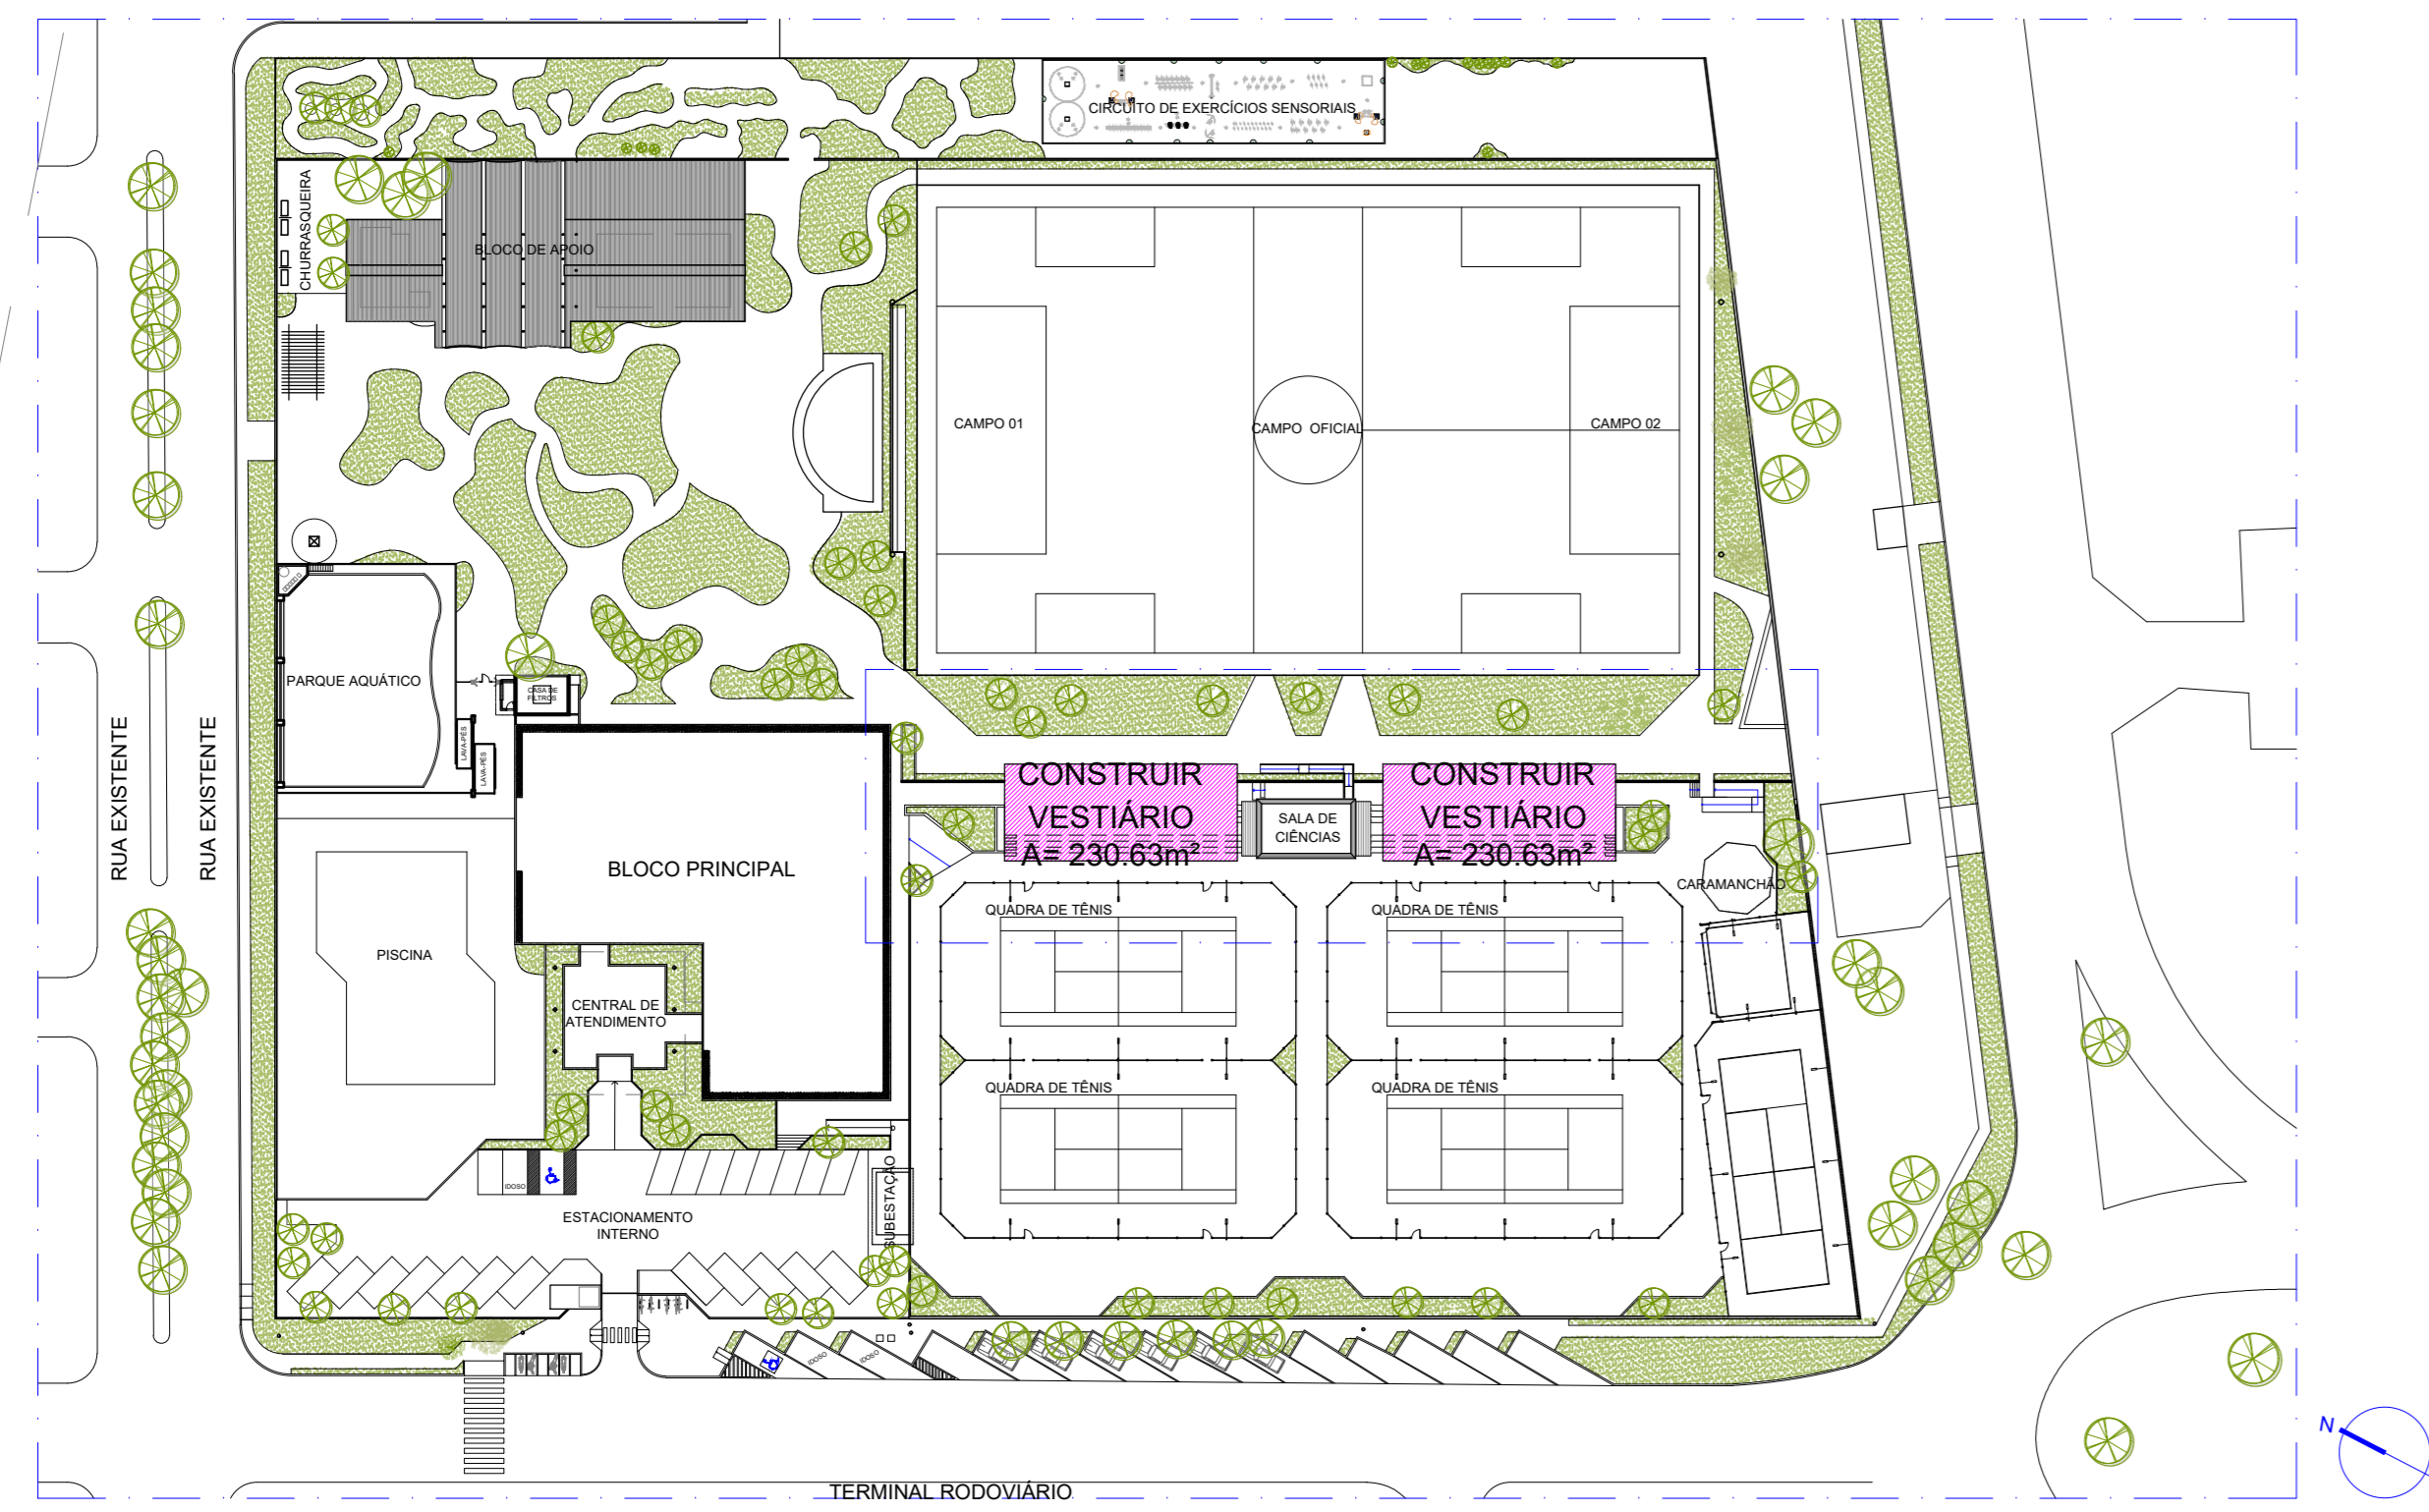 CIRCUITO DE EXERCÍCIOS SENSORIAIS
CHURRASQUEIRA
BLOCO DE APOIO
CAMPO 01
CAMPO OFICIAL
CAMPO 02
PARQUE AQUÁTICO
CASA DE
FILTROS
LAVA-PÉS
LAVA-PÉS
RUA EXISTENTE
RUA EXISTENTE
CONSTRUIR
VESTIÁRIO
A= 230.63m²
SALA DE
CIÊNCIAS
CONSTRUIR
VESTIÁRIO
A= 230.63m²
BLOCO PRINCIPAL
CARAMANCHÃO
QUADRA DE TÊNIS
QUADRA DE TÊNIS
PISCINA
CENTRAL DE
ATENDIMENTO
QUADRA DE TÊNIS
QUADRA DE TÊNIS
IDOSO
SUBESTAÇÃO
ESTACIONAMENTO
INTERNO
IDOSO
IDOSO
N
TERMINAL RODOVIÁRIO